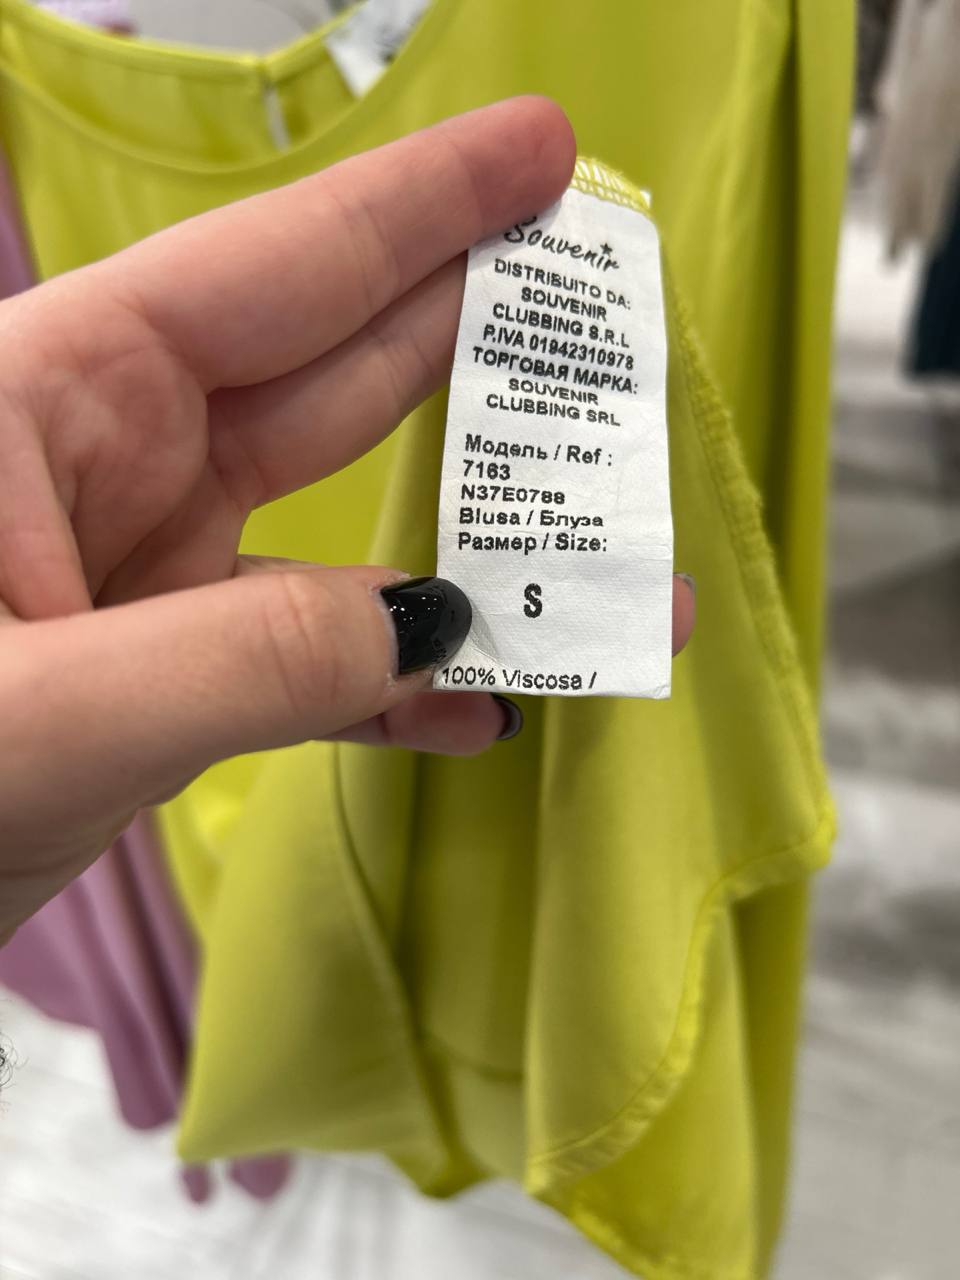 Souvenir
DISTRIBUITO DA:
SOUVENIR
CLUBBING S.R.L
P.IVA 01942310978
ТОРГОВАЯ МАРКА:
SOUVENIR
CLUBBING SRL
Модель / Ref :
7163
N37E0788
Blusa / Блуза
Размер / Size:
S
100% Viscosa /